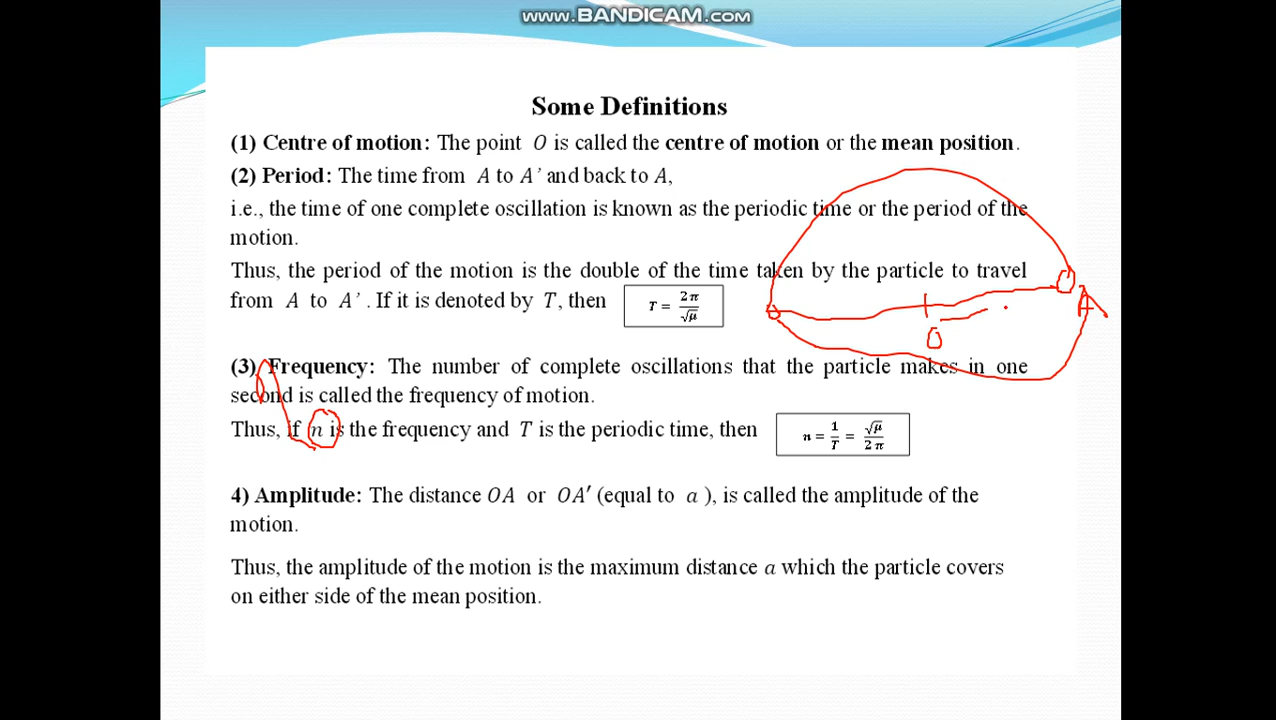 www.BANDICAM.com
Some Definitions
(1) Centre of motion: The point O is called the centre of motion or the mean position.
(2) Period: The time from A to A’ and back to A,
i.e., the time of one complete oscillation is known as the periodic time or the period of the
motion.
Thus, the period of the motion is the double of the time taken by the particle to travel
from A to A’. If it is denoted by T, then T = 2π/√μ
A
O
(3) Frequency: The number of complete oscillations that the particle makes in one
second is called the frequency of motion.
Thus, if n is the frequency and T is the periodic time, then n = 1/T = √μ/2π
4) Amplitude: The distance OA or OA′ (equal to a ), is called the amplitude of the
motion.
Thus, the amplitude of the motion is the maximum distance a which the particle covers
on either side of the mean position.